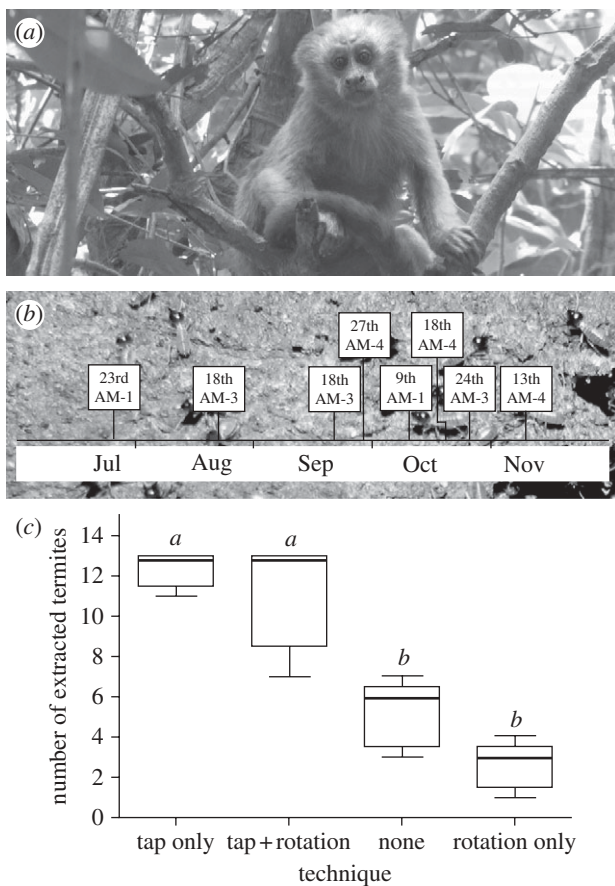 (a)
(b)
27th
AM-4
18th
AM-4
23rd
AM-1
18th
AM-3
18th
AM-3
9th
AM-1
24th
AM-3
13th
AM-4
Jul Aug Sep Oct Nov
(c)
number of extracted termites
14
12
10
8
6
4
2
0
a a b b
tap only tap + rotation none rotation only
technique